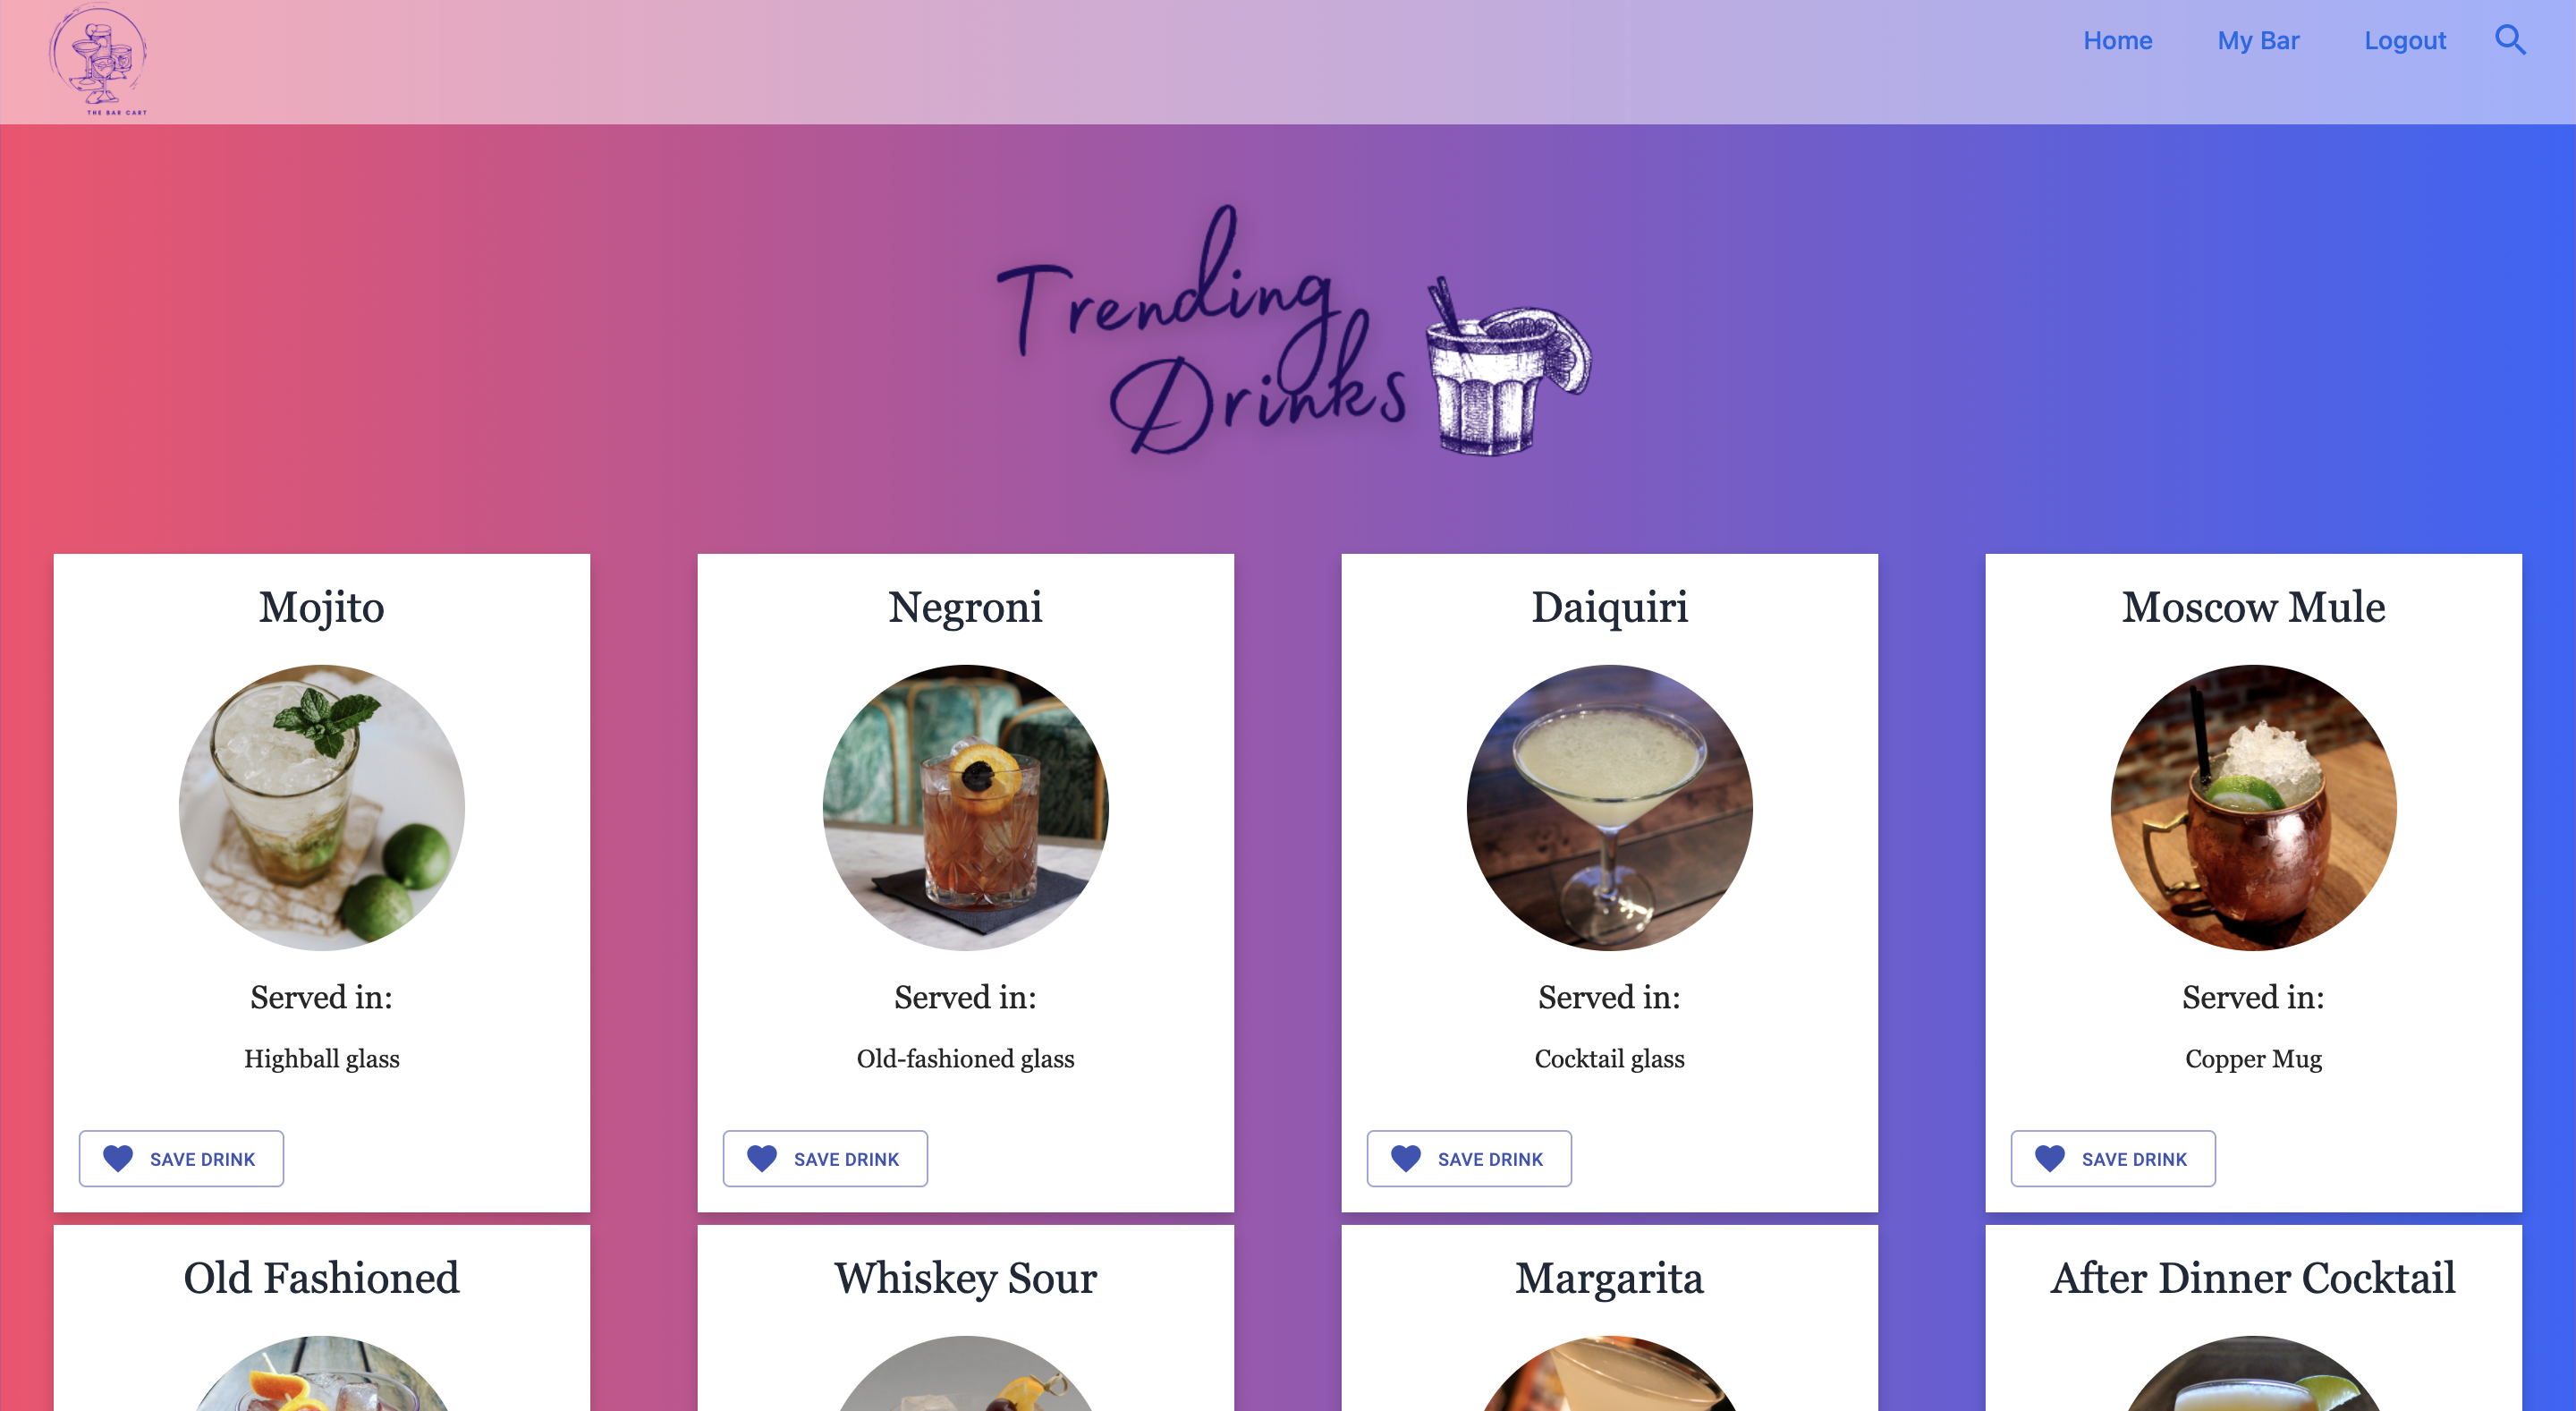 THE BAR CART
Home
My Bar
Logout
Trending
Drinks
Mojito
Negroni
Daiquiri
Moscow Mule
Served in:
Served in:
Served in:
Served in:
Highball glass
Old-fashioned glass
Cocktail glass
Copper Mug
SAVE DRINK
SAVE DRINK
SAVE DRINK
SAVE DRINK
Old Fashioned
Whiskey Sour
Margarita
After Dinner Cocktail